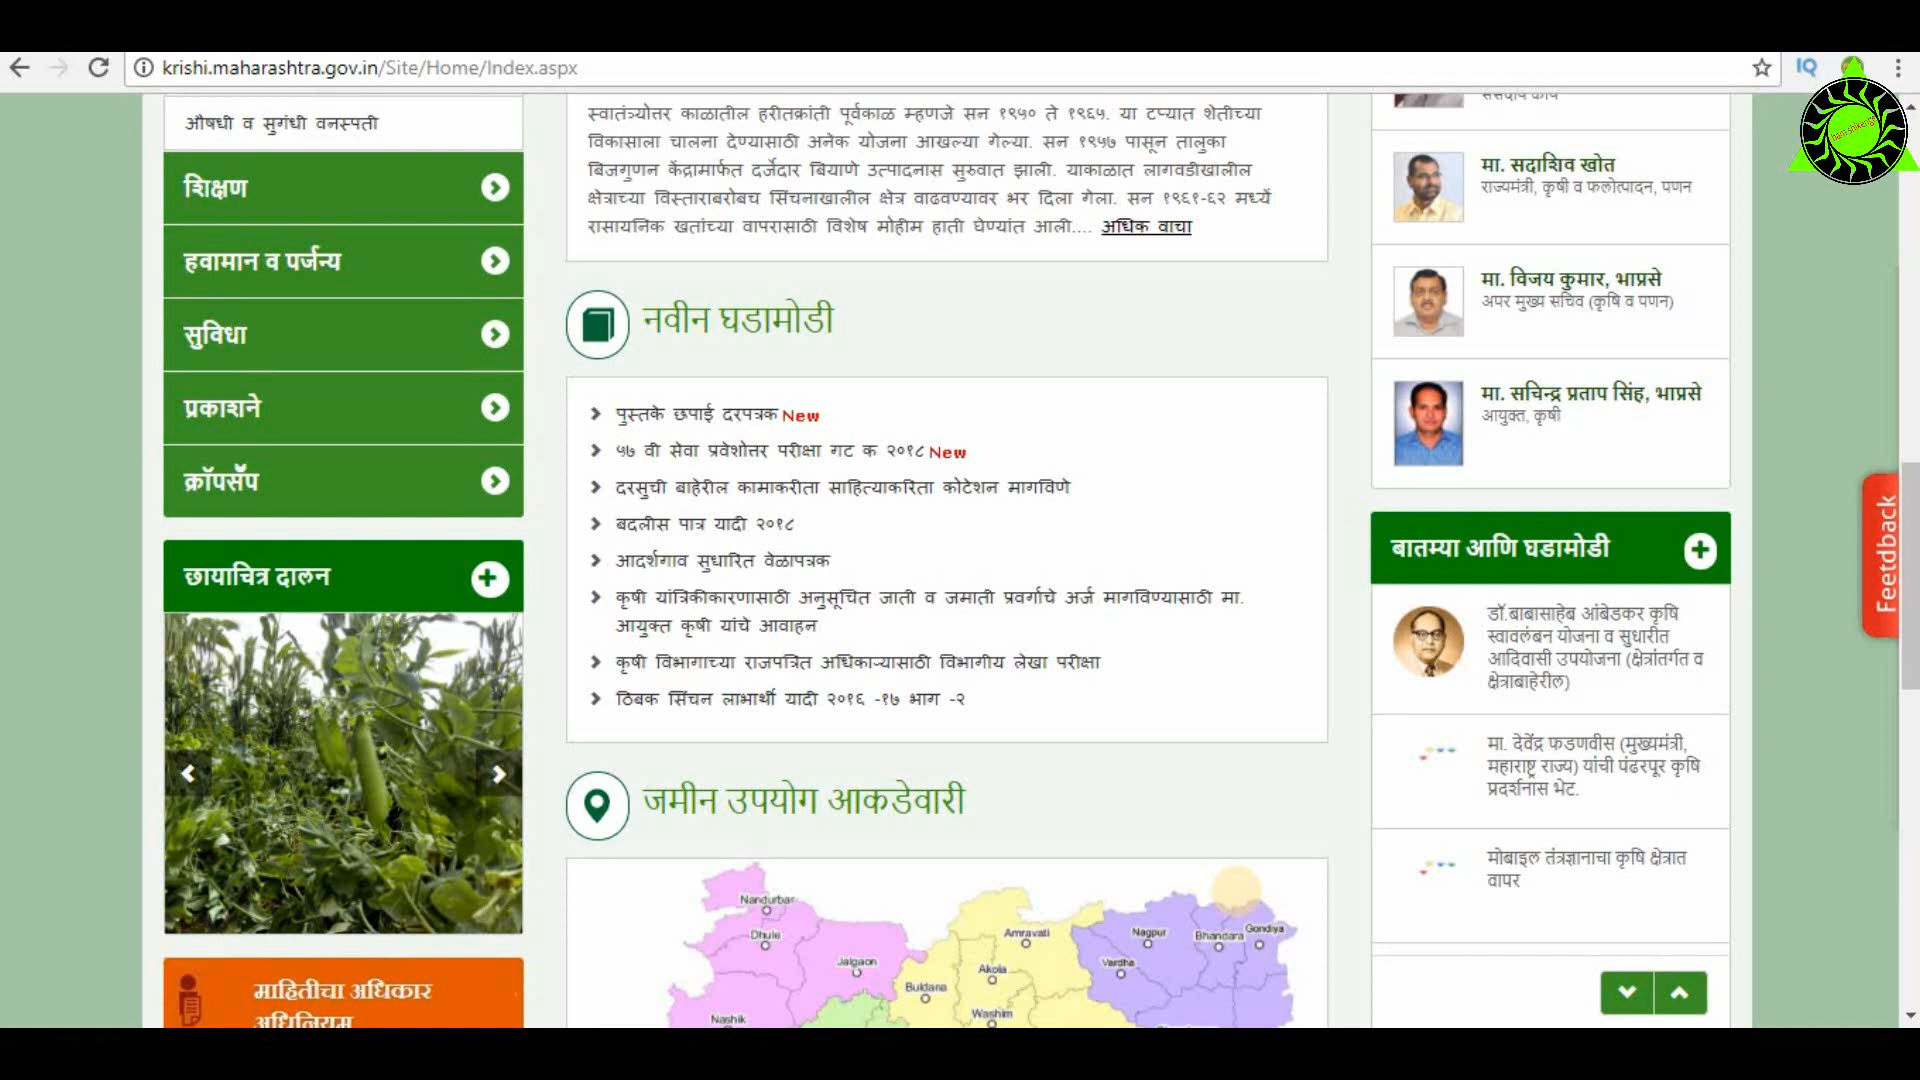 krishi.maharashtra.gov.in/Site/Home/Index.aspx
औषधी व सुगंधी वनस्पती
शिक्षण
हवामान व पर्जन्य
सुविधा
प्रकाशने
क्रॉपसॅप
छायाचित्र दालन
माहितीचा अधिकार
अधिनियम
स्वातंत्र्योत्तर काळातील हरीतक्रांती पूर्वकाळ म्हणजे सन १९५० ते १९६५. या टप्यात शेतीच्या
विकासाला चालना देण्यासाठी अनेक योजना आखल्या गेल्या. सन १९५७ पासून तालुका
बिजगुणन केंद्रामार्फत दर्जेदार बियाणे उत्पादनास सुरुवात झाली. याकाळात लागवडीखालील
क्षेत्राच्या विस्ताराबरोबच सिंचनाखालील क्षेत्र वाढवण्यावर भर दिला गेला. सन १९६१-६२ मध्यें
रासायनिक खतांच्या वापरासाठी विशेष मोहीम हाती घेण्यांत आली.... अधिक वाचा
नवीन घडामोडी
पुस्तके छपाई दरपत्रक New
५७ वी सेवा प्रवेशोत्तर परीक्षा गट क २०१८ New
दरसुची बाहेरील कामाकरीता साहित्याकरिता कोटेशन मागविणे
बदलीस पात्र यादी २०१८
आदर्शगाव सुधारित वेळापत्रक
कृषी यांत्रिकीकारणासाठी अनुसूचित जाती व जमाती प्रवर्गाचे अर्ज मागविण्यासाठी मा.
आयुक्त कृषी यांचे आवाहन
कृषी विभागाच्या राजपत्रित अधिकाऱ्यासाठी विभागीय लेखा परीक्षा
ठिबक सिंचन लाभार्थी यादी २०१६ -१७ भाग -२
जमीन उपयोग आकडेवारी
Nandurbar
Dhule
Jalgaon
Nashik
Buldana
Akola
Amravati
Washim
Nagpur
Vardha
Bhandara
Gondiya
मा. सदाशिव खोत
राज्यमंत्री, कृषी व फलोत्पादन, पणन
मा. विजय कुमार, भाप्रसे
अपर मुख्य सचिव (कृषि व पणन)
मा. सचिन्द्र प्रताप सिंह, भाप्रसे
आयुक्त, कृषी
बातम्या आणि घडामोडी
डॉ.बाबासाहेब आंबेडकर कृषि
स्वावलंबन योजना व सुधारीत
आदिवासी उपयोजना (क्षेत्रांतर्गत व
क्षेत्राबाहेरील)
मा. देवेंद्र फडणवीस (मुख्यमंत्री,
महाराष्ट्र राज्य) यांची पंढरपूर कृषि
प्रदर्शनास भेट.
मोबाइल तंत्रज्ञानाचा कृषि क्षेत्रात
वापर
Feetdback
IQ